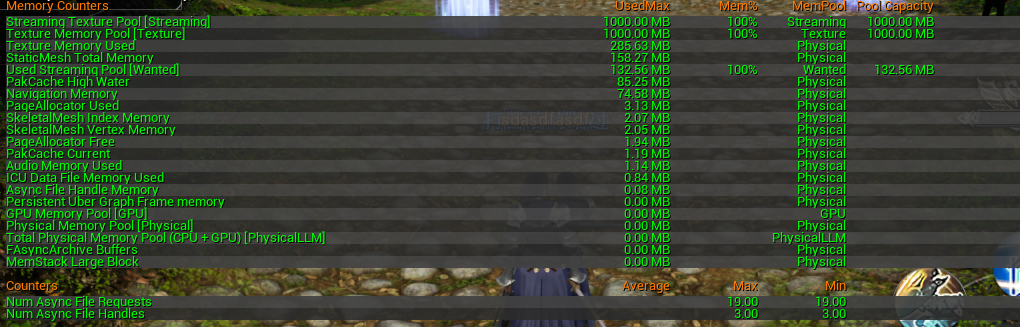 Memory Counters UsedMax Mem% MemPool Pool Capacity
Streaming Texture Pool [Streaming] 1000.00 MB 100% Streaming 1000.00 MB
Texture Memory Pool [Texture] 1000.00 MB 100% Texture 1000.00 MB
Texture Memory Used 285.63 MB Physical
StaticMesh Total Memory 158.27 MB Physical
Used Streaming Pool [Wanted] 132.56 MB 100% Wanted 132.56 MB
PakCache High Water 85.25 MB Physical
Navigation Memory 74.58 MB Physical
PageAllocator Used 3.13 MB Physical
SkeletalMesh Index Memory 2.07 MB Physical
SkeletalMesh Vertex Memory 2.05 MB Physical
PageAllocator Free 1.94 MB Physical
PakCache Current 1.19 MB Physical
Audio Memory Used 1.14 MB Physical
ICU Data File Memory Used 0.84 MB Physical
Async File Handle Memory 0.08 MB Physical
Persistent Uber Graph Frame memory 0.00 MB Physical
GPU Memory Pool [GPU] 0.00 MB GPU
Physical Memory Pool [Physical] 0.00 MB Physical
Total Physical Memory Pool (CPU + GPU) [PhysicalLLM] 0.00 MB PhysicalLLM
FAsyncArchive Buffers 0.00 MB Physical
MemStack Large Block 0.00 MB Physical
Counters Average Max Min
Num Async File Requests 19.00 19.00
Num Async File Handles 3.00 3.00